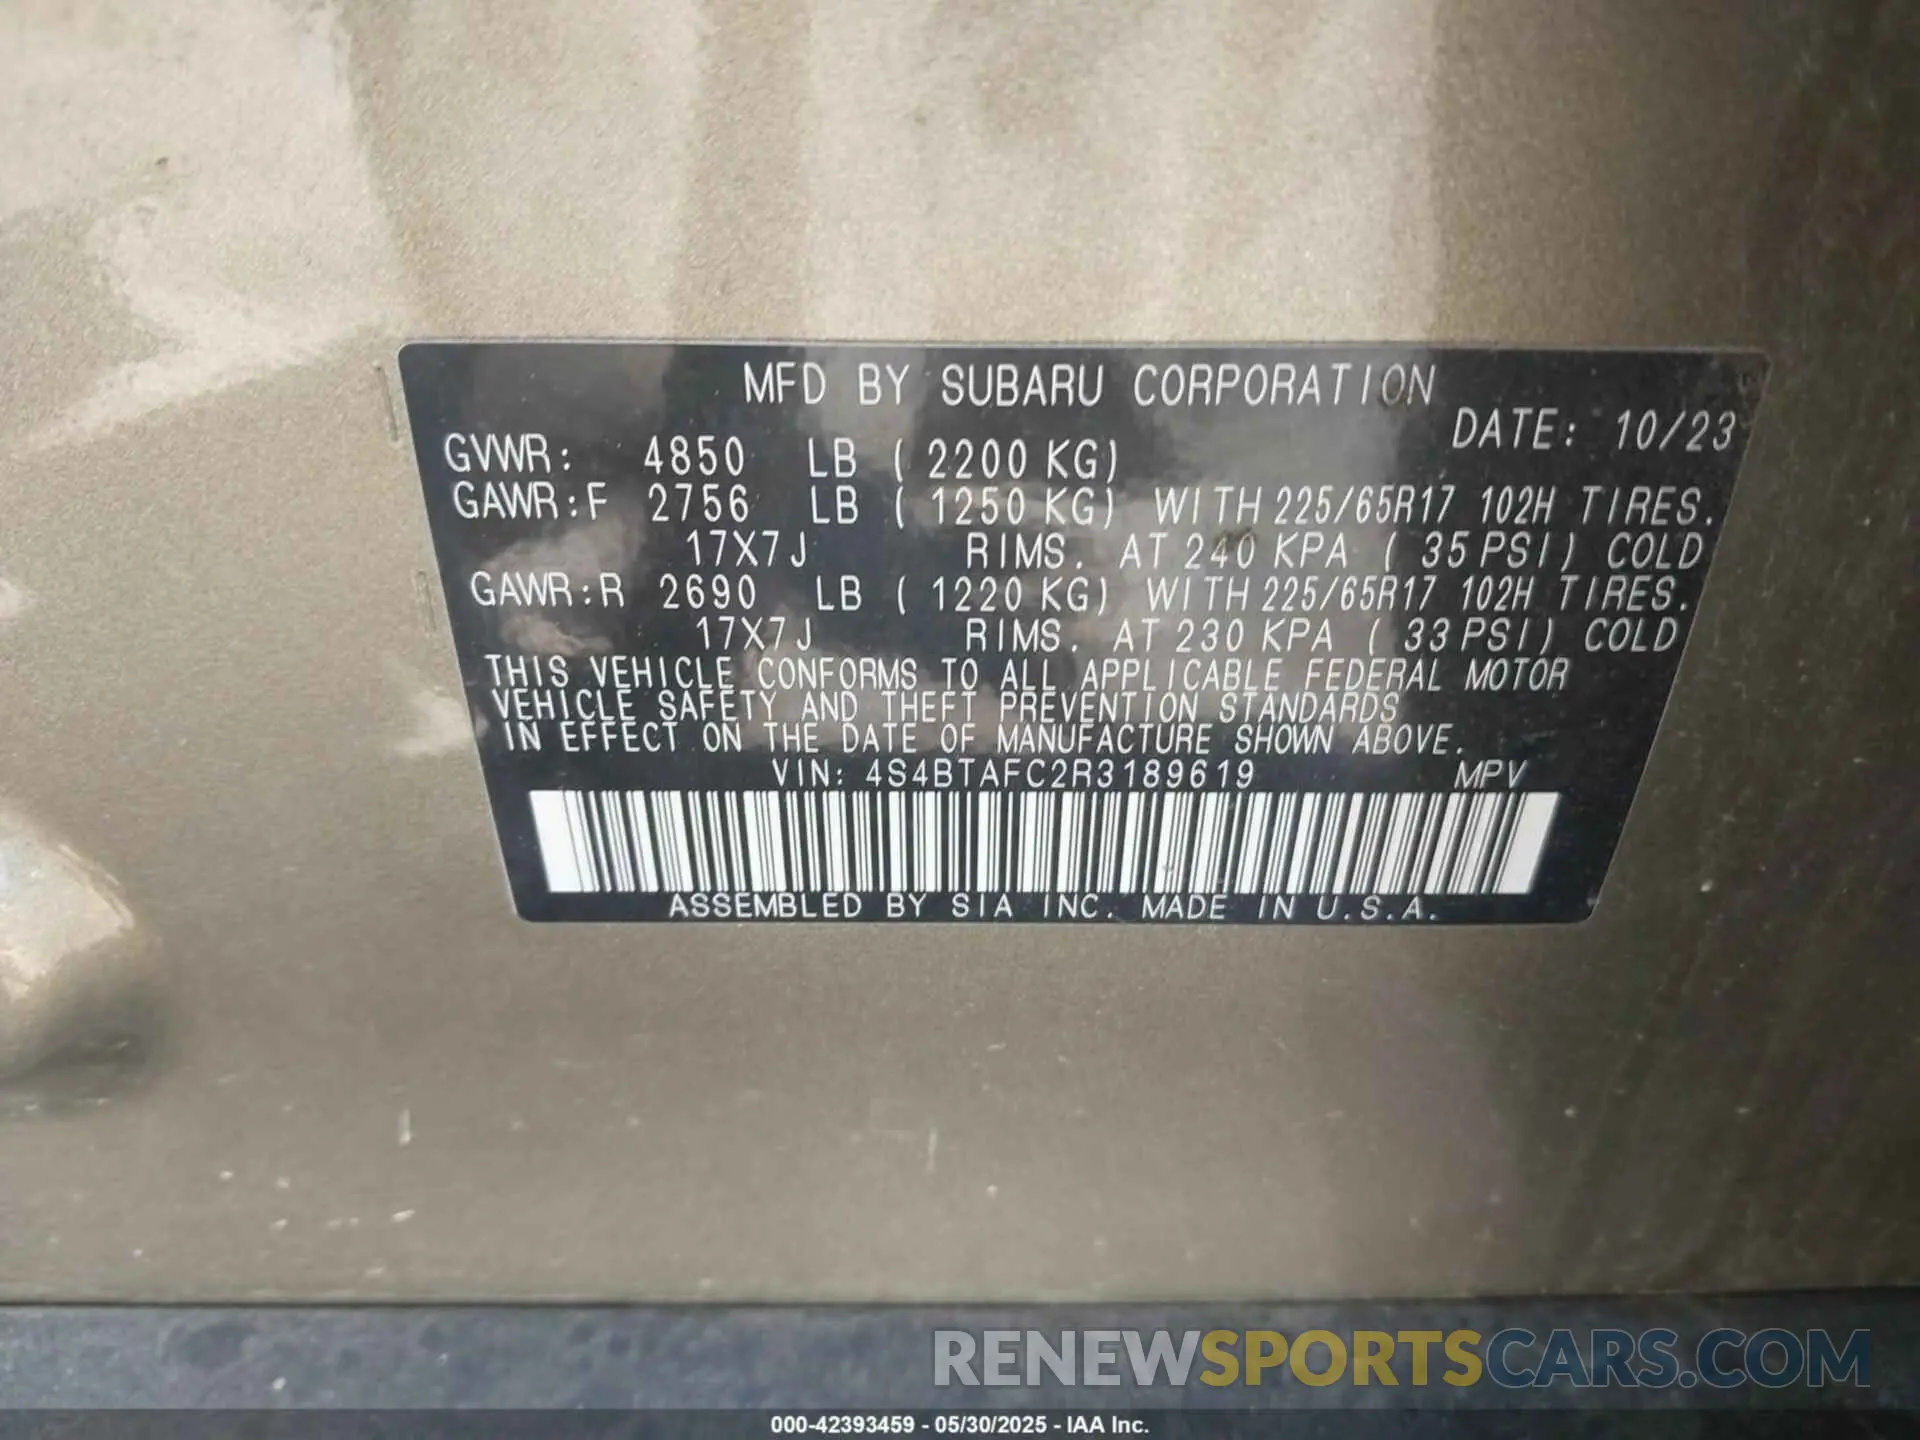 MFD BY SUBARU CORPORATION
DATE: 10/23
GVWR: 4850 LB ( 2200 KG)
GAWR:F 2756 LB ( 1250 KG) WITH 225/65R17 102H TIRES.
17X7J RIMS. AT 240 KPA ( 35 PSI) COLD
GAWR:R 2690 LB ( 1220 KG) WITH 225/65R17 102H TIRES.
17X7J RIMS. AT 230 KPA ( 33 PSI) COLD
THIS VEHICLE CONFORMS TO ALL APPLICABLE FEDERAL MOTOR
VEHICLE SAFETY AND THEFT PREVENTION STANDARDS
IN EFFECT ON THE DATE OF MANUFACTURE SHOWN ABOVE.
VIN: 4S4BTAFC2R3189619 MPV
ASSEMBLED BY SIA INC. MADE IN U.S.A.
RENEWSPORTSCARS.COM
000-42393459 - 05/30/2025 - IAA Inc.